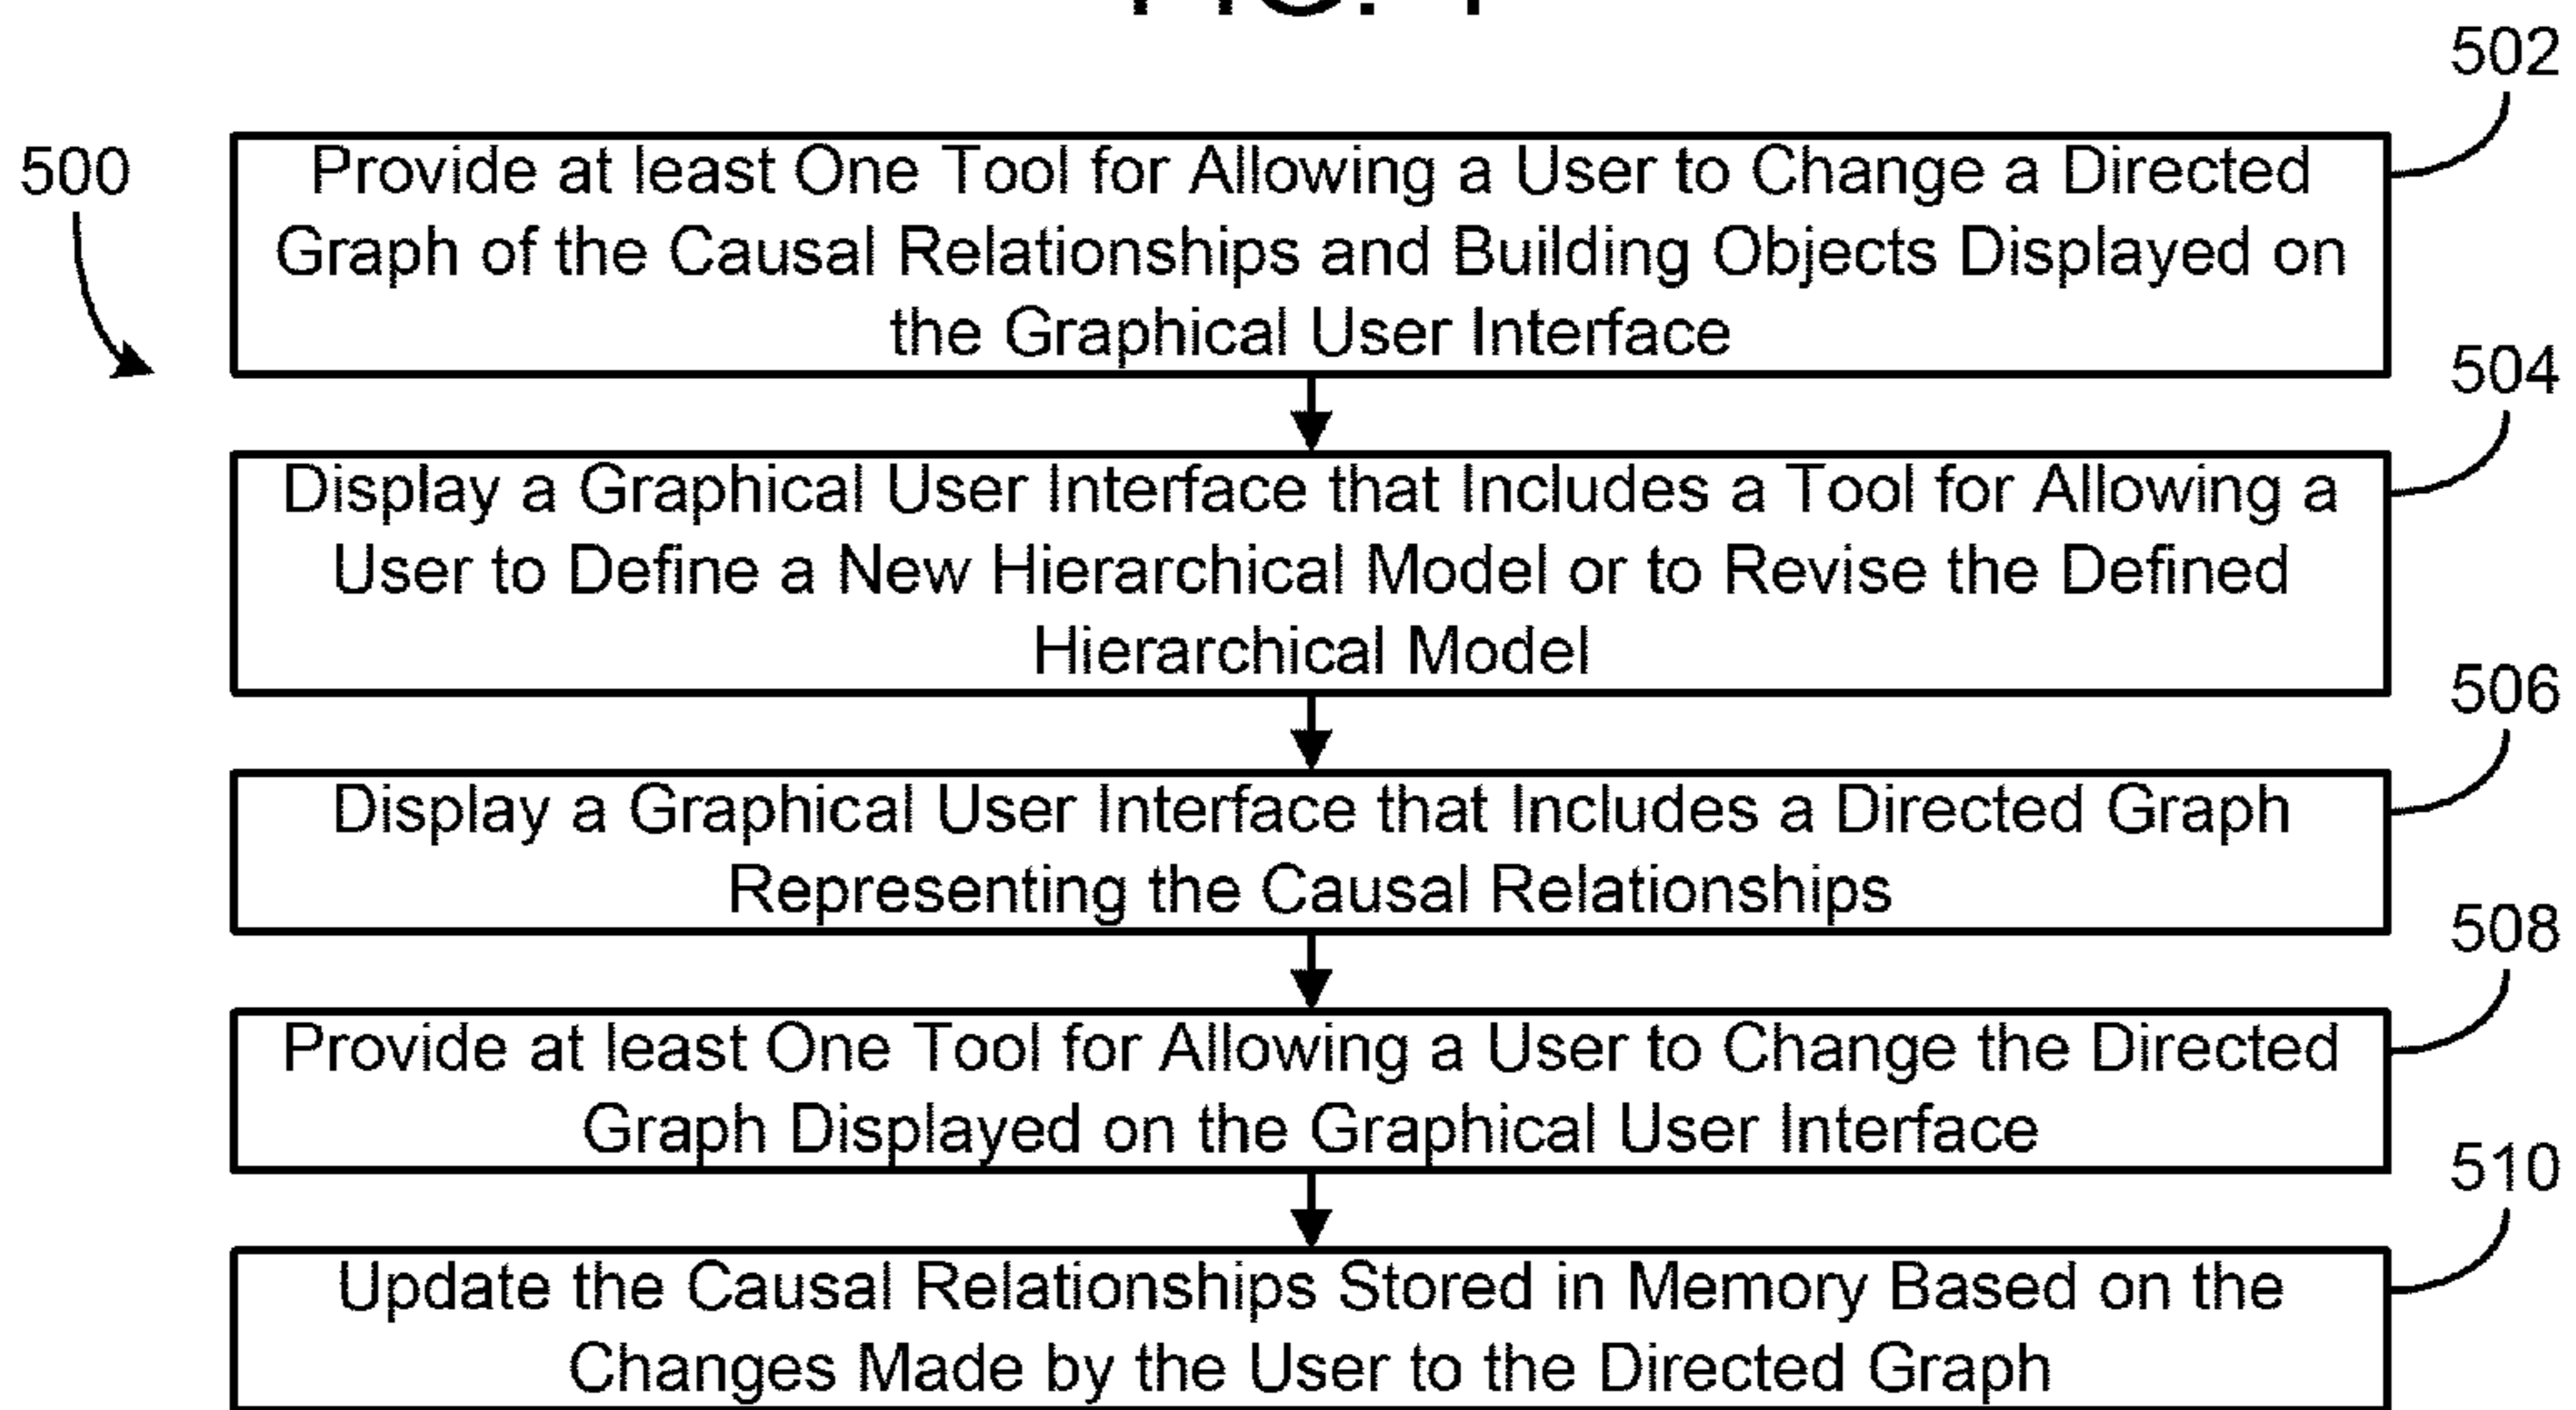 502
500
Provide at least One Tool for Allowing a User to Change a Directed
Graph of the Causal Relationships and Building Objects Displayed on
the Graphical User Interface
504
Display a Graphical User Interface that Includes a Tool for Allowing a
User to Define a New Hierarchical Model or to Revise the Defined
Hierarchical Model
506
Display a Graphical User Interface that Includes a Directed Graph
Representing the Causal Relationships
508
Provide at least One Tool for Allowing a User to Change the Directed
Graph Displayed on the Graphical User Interface
510
Update the Causal Relationships Stored in Memory Based on the
Changes Made by the User to the Directed Graph